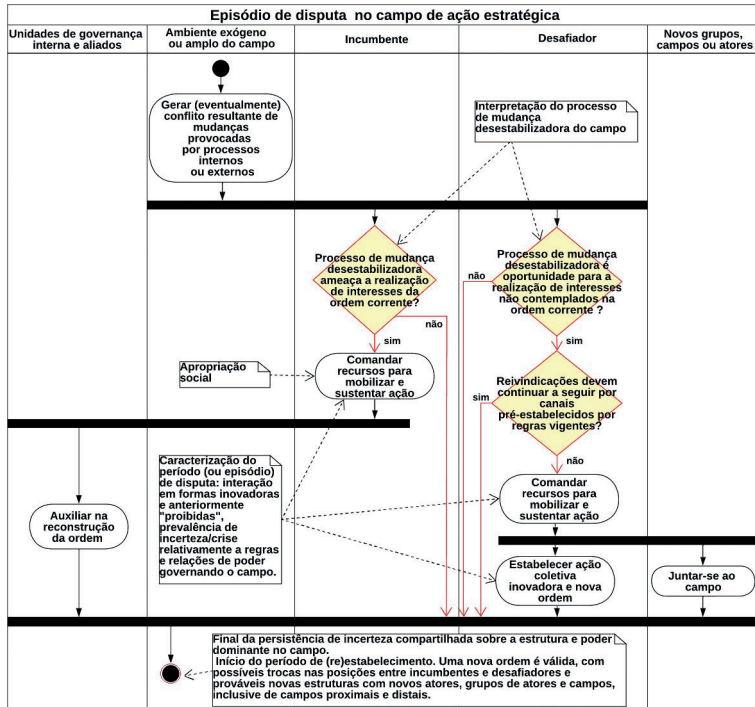 Episódio de disputa no campo de ação estratégica
Unidades de governança
interna e aliados
Ambiente exógeno
ou amplo do campo
Incumbente
Desafiador
Novos grupos,
campos ou atores
Gerar (eventualmente)
conflito resultante de
mudanças
provocadas
por processos
internos
ou externos
Interpretação do processo
de mudança
desestabilizadora do campo
Processo de mudança
desestabilizadora
ameaça a realização
de interesses da
ordem corrente?
não
sim
Processo de mudança
desestabilizadora é
oportunidade para a
realização de interesses
não contemplados na
ordem corrente ?
não
sim
Apropriação
social
Comandar
recursos para
mobilizar e
sustentar ação
Reivindicações devem
continuar a seguir por
canais
pré-estabelecidos por
regras vigentes?
sim
não
Caracterização do
período (ou episódio)
de disputa: interação
em formas inovadoras
e anteriormente
"proibidas",
prevalência de
incerteza/crise
relativamente a regras
e relações de poder
governando o campo.
Comandar
recursos para
mobilizar e
sustentar ação
Auxiliar na
reconstrução
da ordem
Estabelecer ação
coletiva
inovadora e nova
ordem
Juntar-se ao
campo
Final da persistência de incerteza compartilhada sobre a estrutura e poder
dominante no campo.
Início do período de (re)estabelecimento. Uma nova ordem é válida, com
possíveis trocas nas posições entre incumbentes e desafiadores e
prováveis novas estruturas com novos atores, grupos de atores e campos,
inclusive de campos proximais e distais.